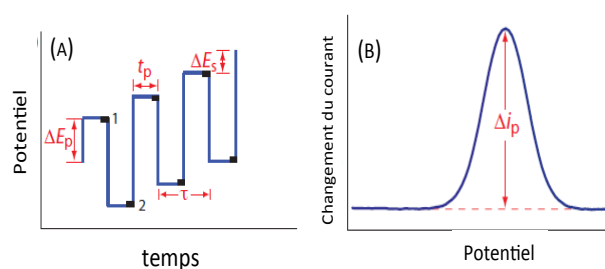 (A)
Potentiel
ΔEp
1
2
tp
ΔEs
τ
temps
(B)
Changement du courant
Δip
Potentiel